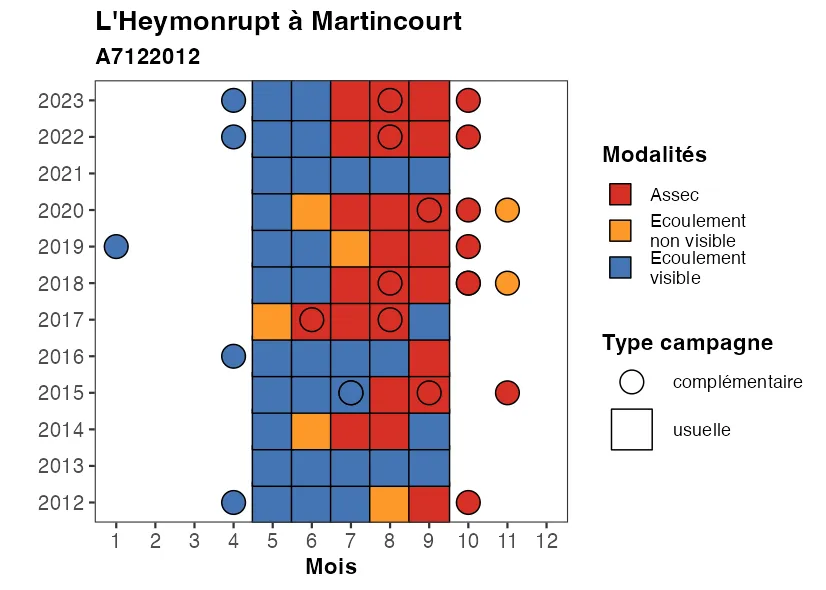 L'Heymonrupt à Martincourt
A7122012
2023
2022
2021
2020
2019
2018
2017
2016
2015
2014
2013
2012
1 2 3 4 5 6 7 8 9 10 11 12
Mois
Modalités
Assec
Ecoulement
non visible
Ecoulement
visible
Type campagne
complémentaire
usuelle